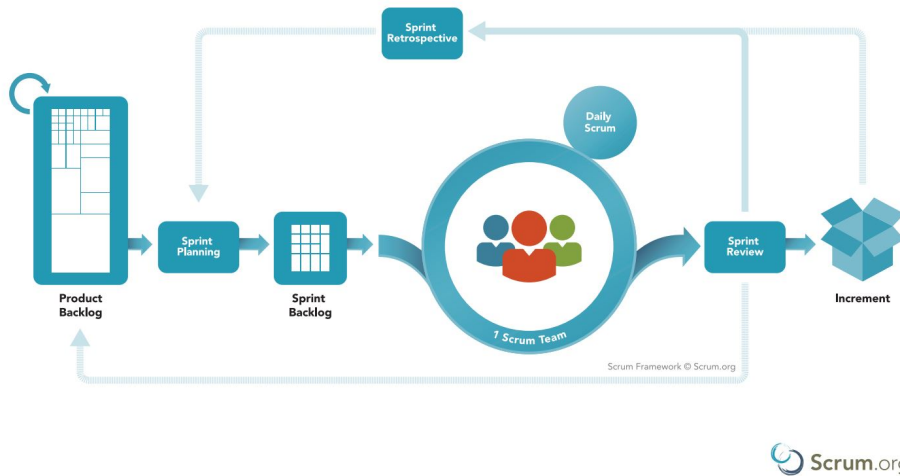 Sprint
Retrospective
Daily
Scrum
Sprint
Planning
Sprint
Review
Product
Backlog
Sprint
Backlog
1 Scrum Team
Increment
Scrum Framework © Scrum.org
Scrum.org